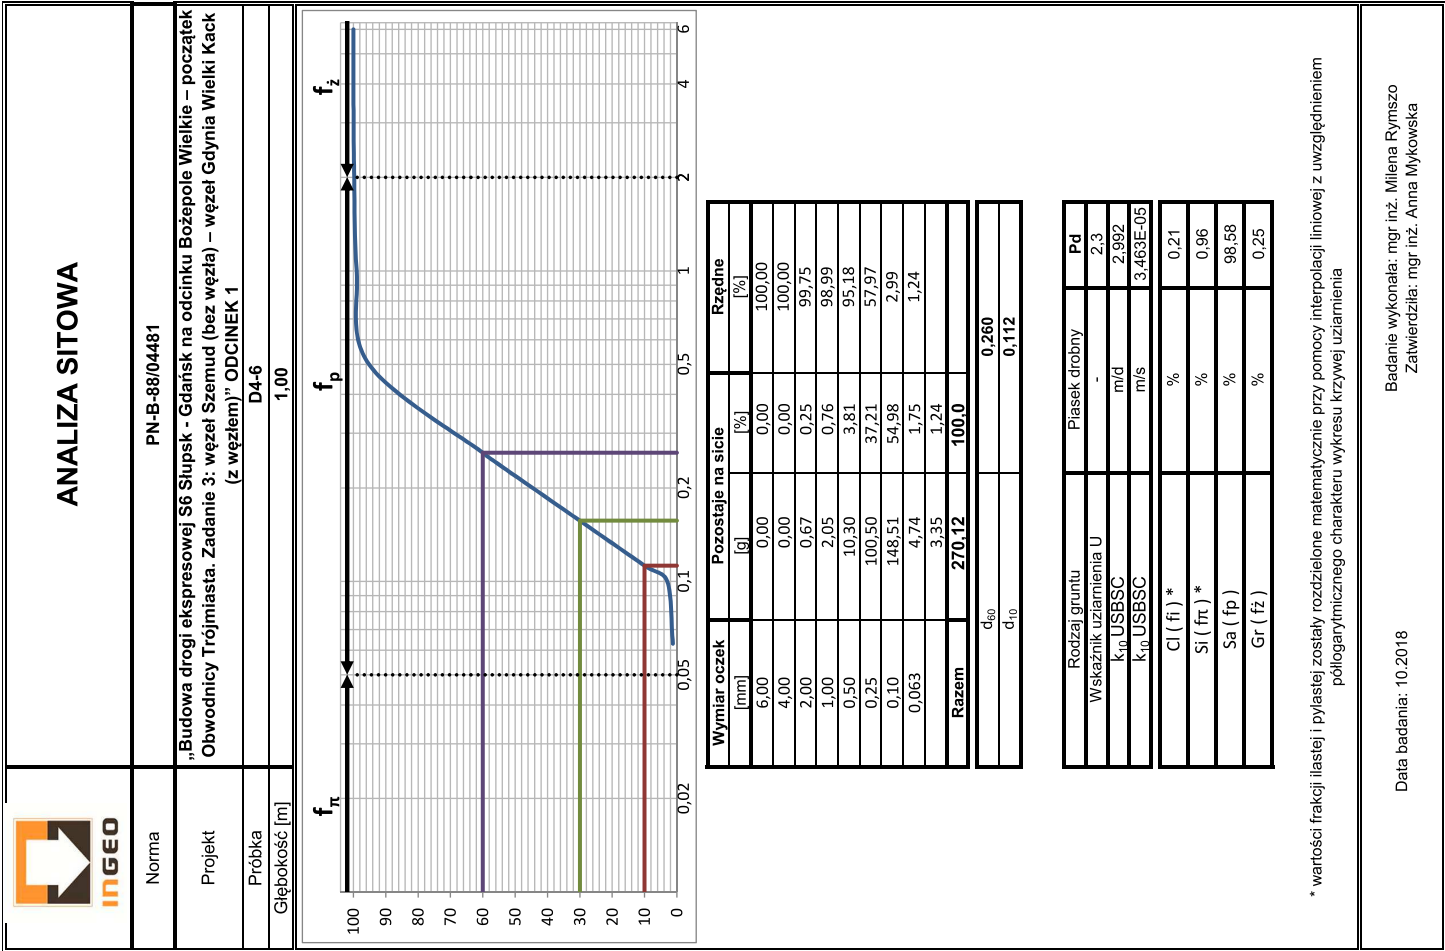 INGEO
ANALIZA SITOWA
Norma PN-B-88/04481
Projekt
„Budowa drogi ekspresowej S6 Słupsk - Gdańsk na odcinku Bożepole Wielkie – początek
Obwodnicy Trójmiasta. Zadanie 3: węzeł Szemud (bez węzła) – węzeł Gdynia Wielki Kack
(z węzłem)” ODCINEK 1
Próbka D4-6
Głębokość [m] 1,00
fπ fp fż
100
90
80
70
60
50
40
30
20
10
0
0,02 0,05 0,1 0,2 0,5 1 2 4 6
Wymiar oczek Pozostaje na sicie Rzędne
[mm] [g] [%] [%]
6,00 0,00 0,00 100,00
4,00 0,00 0,00 100,00
2,00 0,67 0,25 99,75
1,00 2,05 0,76 98,99
0,50 10,30 3,81 95,18
0,25 100,50 37,21 57,97
0,10 148,51 54,98 2,99
0,063 4,74 1,75 1,24
3,35 1,24
Razem 270,12 100,0
d60 0,260
d10 0,112
Rodzaj gruntu Piasek drobny Pd
Wskaźnik uziarnienia U - 2,3
k10 USBSC m/d 2,992
k10 USBSC m/s 3,463E-05
Cl ( fi ) * % 0,21
Si ( fπ ) * % 0,96
Sa ( fp ) % 98,58
Gr ( fż ) % 0,25
* wartości frakcji ilastej i pylastej zostały rozdzielone matematycznie przy pomocy interpolacji liniowej z uwzględnieniem
półlogarytmicznego charakteru wykresu krzywej uziarnienia
Data badania: 10.2018
Badanie wykonała: mgr inż. Milena Rymszo
Zatwierdziła: mgr inż. Anna Mykowska